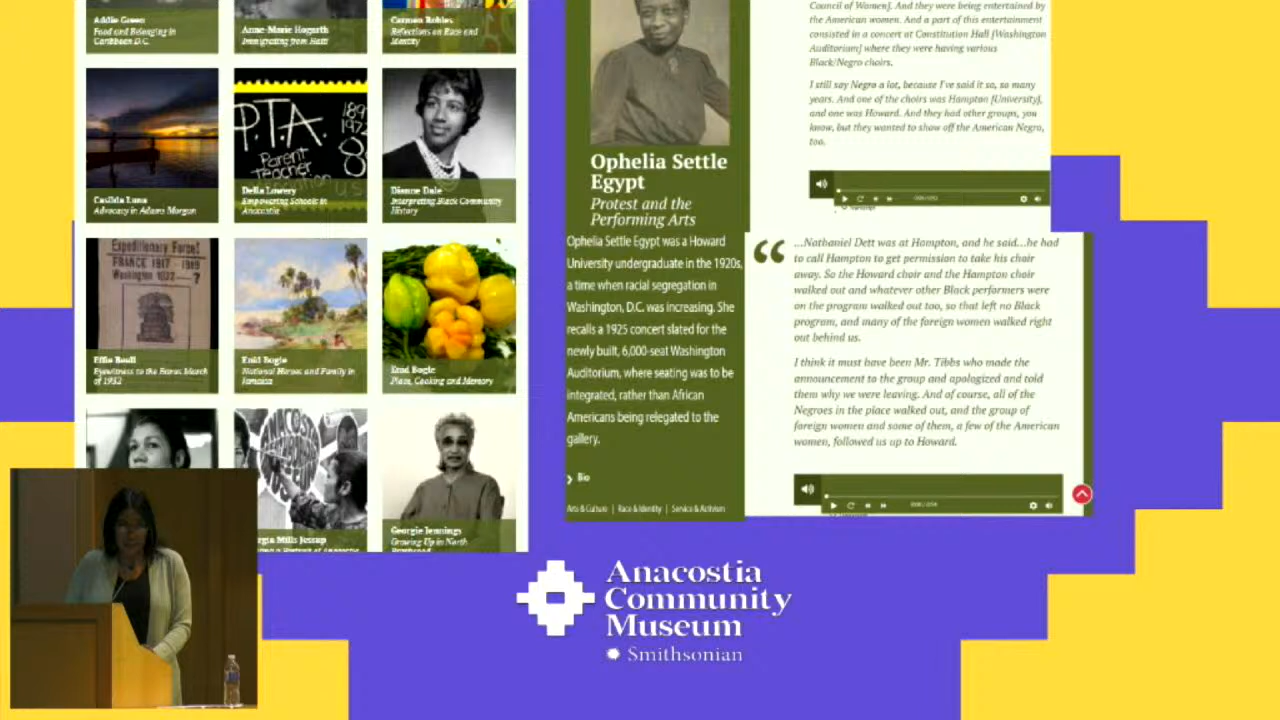 Addie Green
Food and Belonging in
Caribbean D.C.
Anne-Marie Hogarth
Immigrating from Haiti
Carmen Robles
Reflections on Race and
Identity
Casilda Luna
Advocacy in Adams Morgan
P.T.A.
Parent
Teacher
189
1972
8
US
Della Lowery
Empowering Schools in
Anacostia
Dianne Dale
Interpreting Black Community
History
Expeditionary Force
FRANCE 1917 - 1919
Washington 1932 — ?
Effie Boull
Eyewitness to the Bonus March
of 1932
Enid Bogle
National Heroes and Family in
Jamaica
Enid Bogle
Place, Cooking and Memory
ANACOSTIA
rgia Mills Jessup
Georgie Jennings
Growing Up in North
Brentwood
Ophelia Settle
Egypt
Protest and the
Performing Arts
Ophelia Settle Egypt was a Howard
University undergraduate in the 1920s,
a time when racial segregation in
Washington, D.C. was increasing. She
recalls a 1925 concert slated for the
newly built, 6,000-seat Washington
Auditorium, where seating was to be
integrated, rather than African
Americans being relegated to the
gallery.
Bio
Arts & Culture | Race & Identity | Service & Activism
Council of Women]. And they were being entertained by
the American women. And a part of this entertainment
consisted in a concert at Constitution Hall [Washington
Auditorium] where they were having various
Black/Negro choirs.
I still say Negro a lot, because I've said it so, so many
years. And one of the choirs was Hampton [University],
and one was Howard. And they had other groups, you
know, but they wanted to show off the American Negro,
too.
“ ...Nathaniel Dett was at Hampton, and he said...he had
to call Hampton to get permission to take his choir
away. So the Howard choir and the Hampton choir
walked out and whatever other Black performers were
on the program walked out too, so that left no Black
program, and many of the foreign women walked right
out behind us.
I think it must have been Mr. Tibbs who made the
announcement to the group and apologized and told
them why we were leaving. And of course, all of the
Negroes in the place walked out, and the group of
foreign women and some of them, a few of the American
women, followed us up to Howard.
Anacostia
Community
Museum
Smithsonian